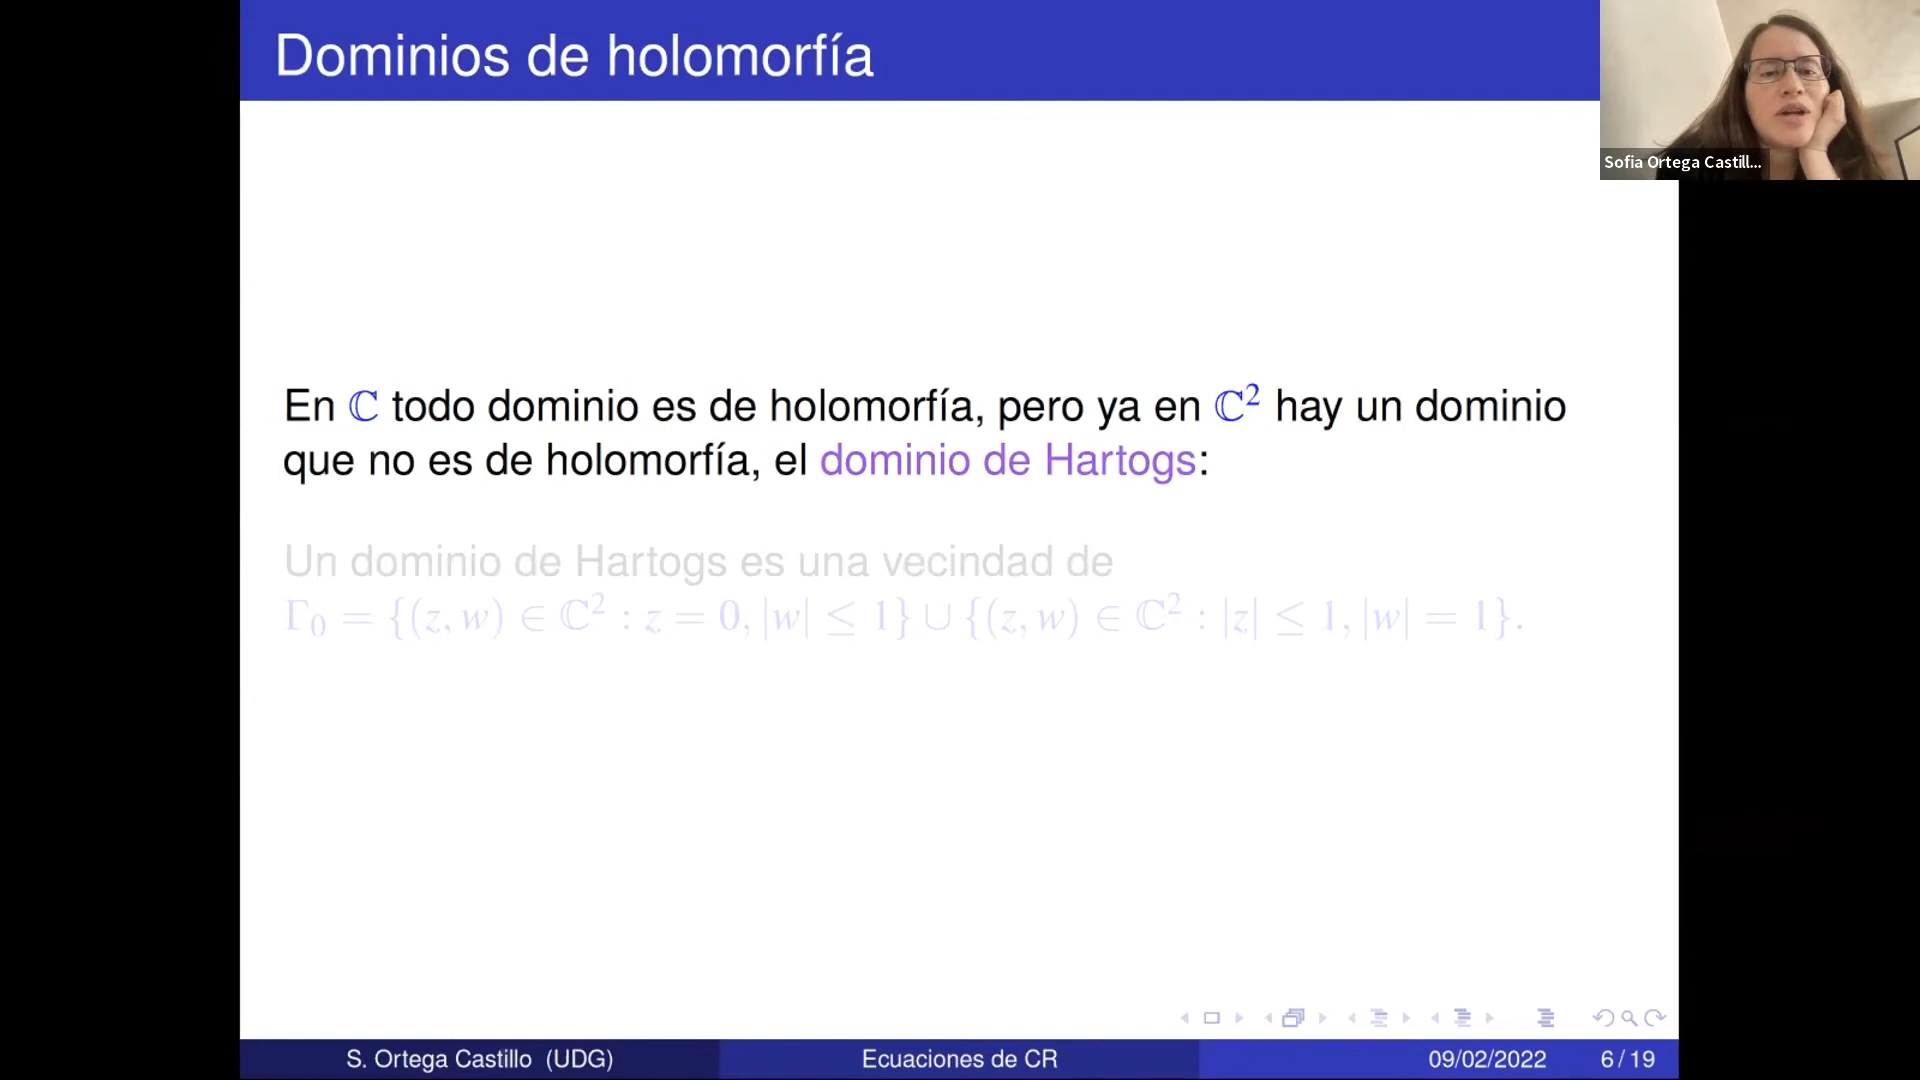 Dominios de holomorfía
Sofia Ortega Castill...
En ℂ todo dominio es de holomorfía, pero ya en ℂ² hay un dominio
que no es de holomorfía, el dominio de Hartogs:
Un dominio de Hartogs es una vecindad de
Γ₀ = {(z, w) ∈ ℂ² : z = 0, |w| ≤ 1} ∪ {(z, w) ∈ ℂ² : |z| ≤ 1, |w| = 1}.
S. Ortega Castillo (UDG)
Ecuaciones de CR
09/02/2022
6 / 19